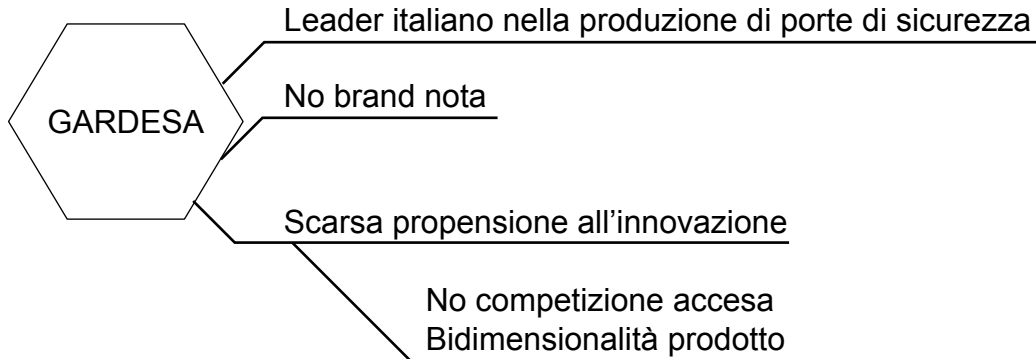 Leader italiano nella produzione di porte di sicurezza
No brand nota
GARDESA
Scarsa propensione all’innovazione
No competizione accesa
Bidimensionalità prodotto